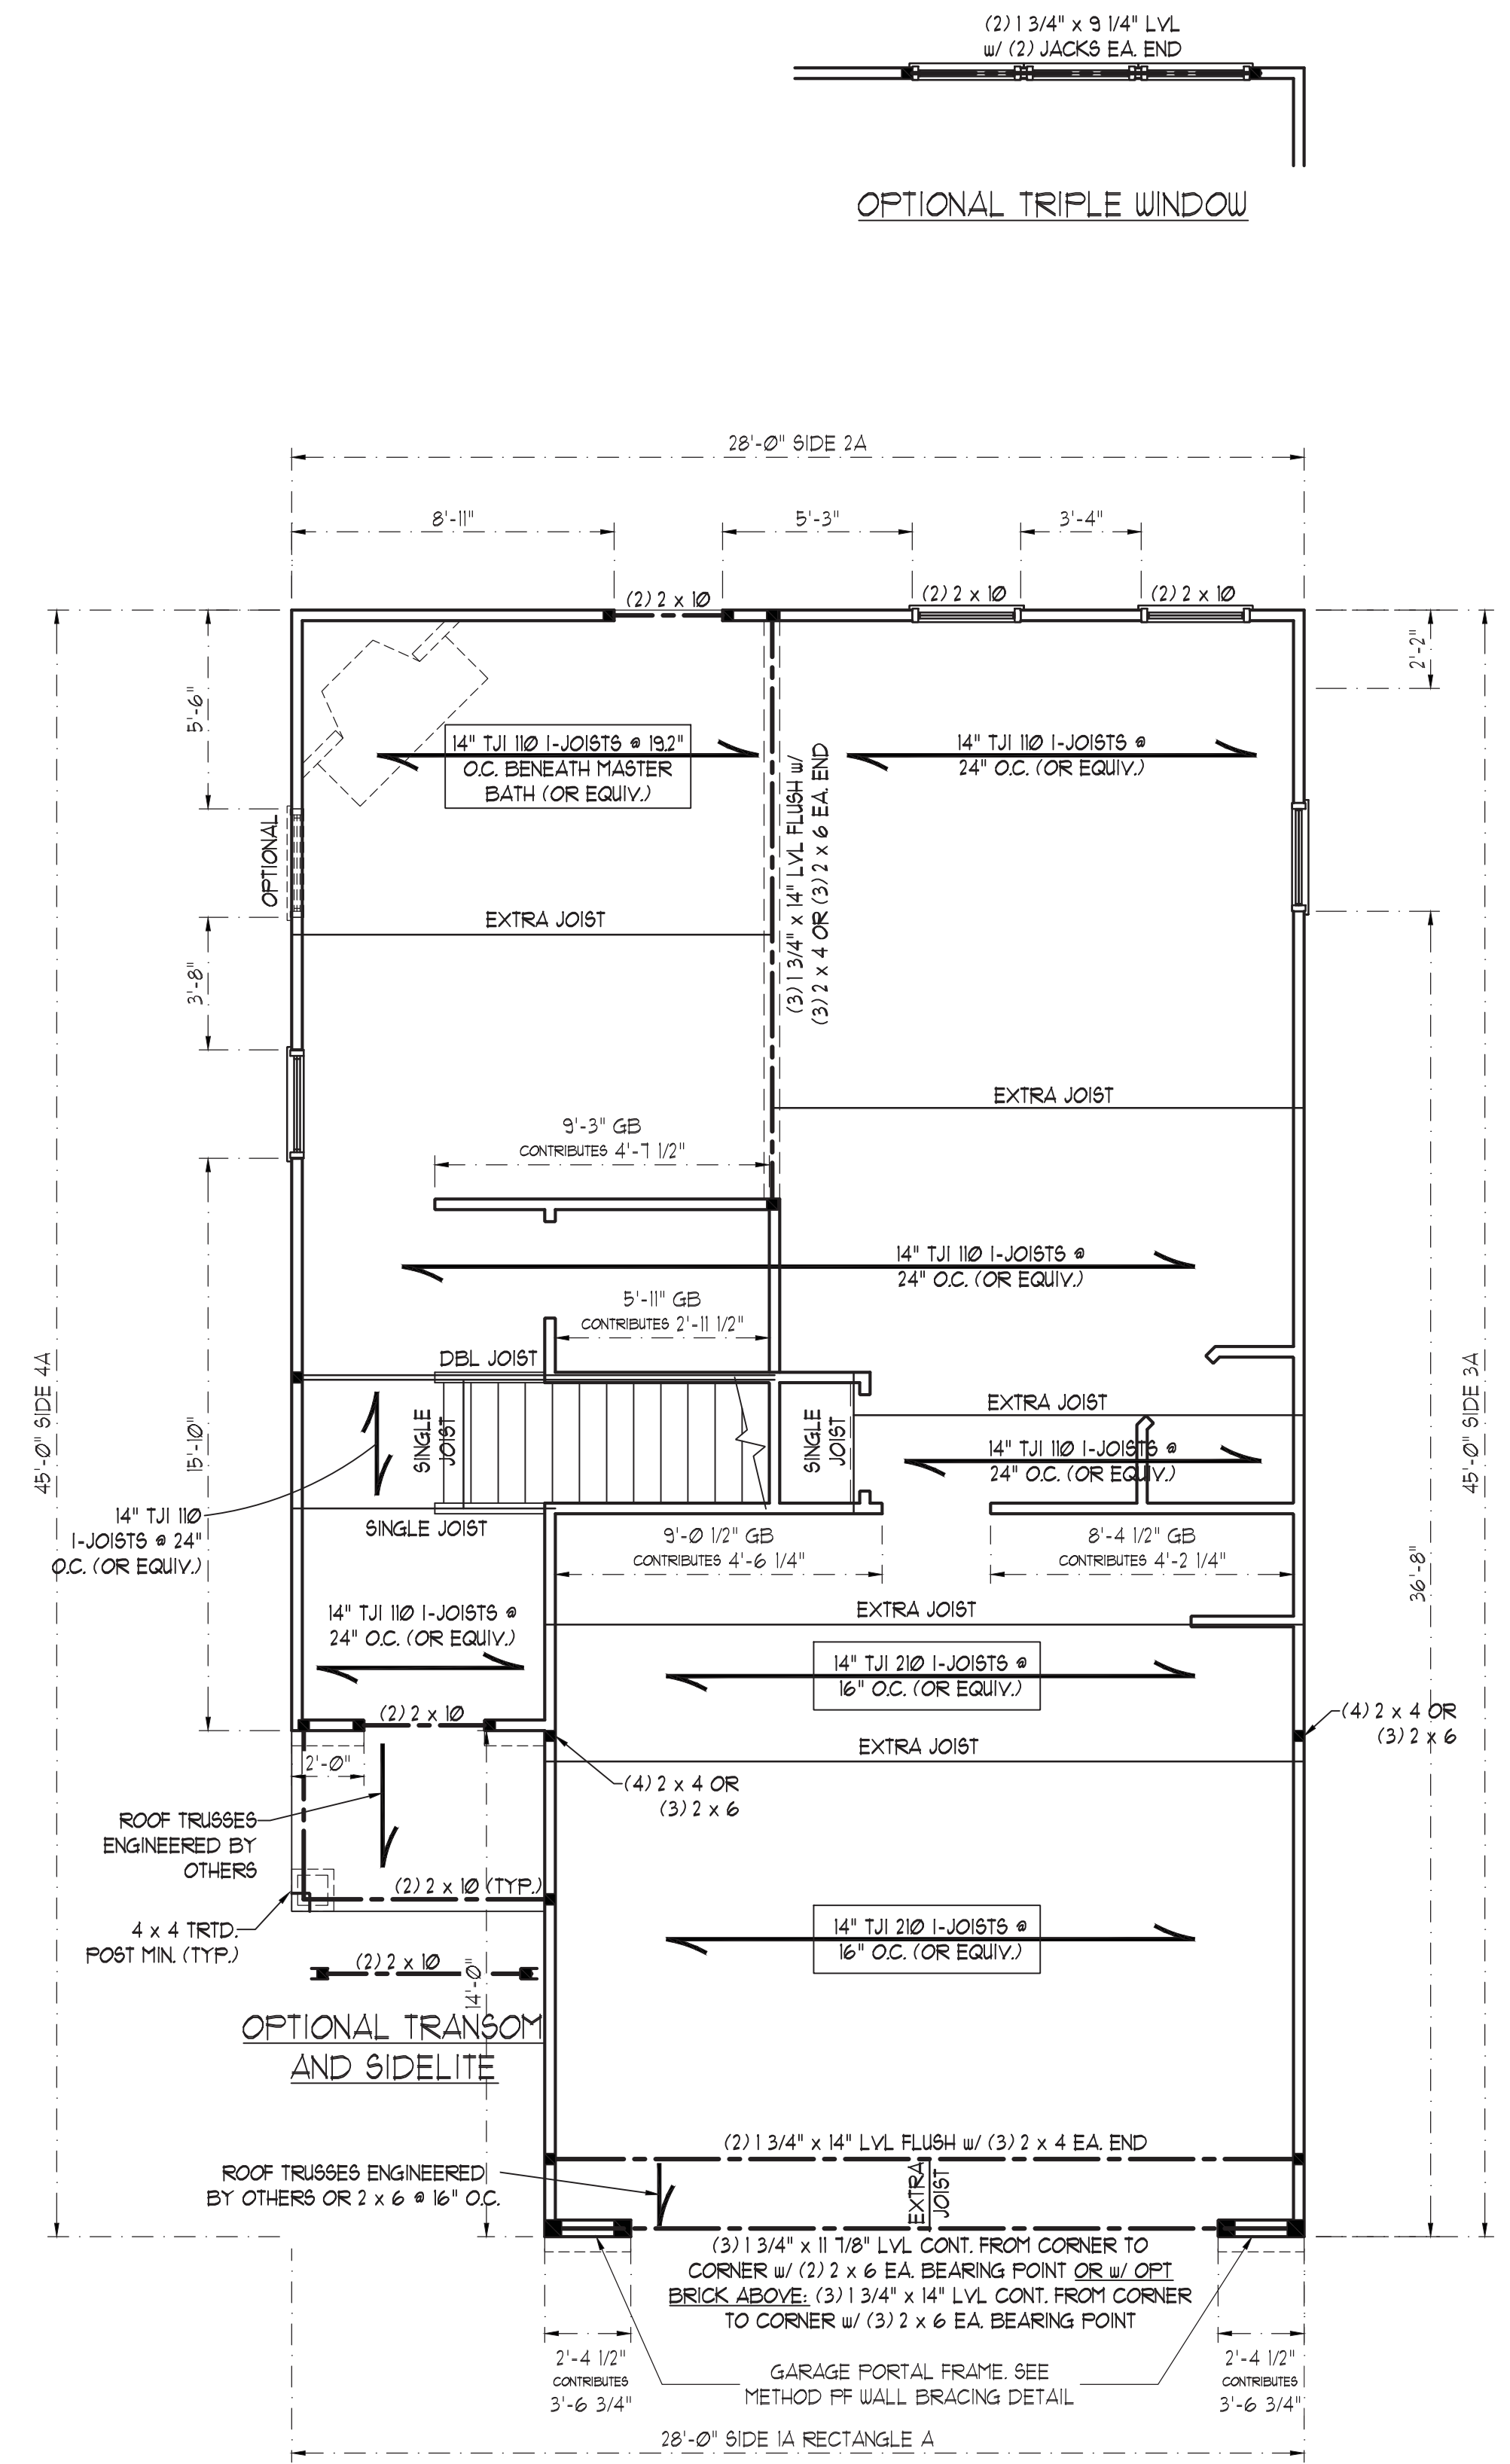 (2) 1 3/4" x 9 1/4" LVL
w/ (2) JACKS EA. END
OPTIONAL TRIPLE WINDOW
28'-0" SIDE 2A
8'-11"
5'-3"
3'-4"
(2) 2 x 10
(2) 2 x 10
(2) 2 x 10
5'-6"
2'-2"
14" TJI 110 I-JOISTS @ 19.2"
O.C. BENEATH MASTER
BATH (OR EQUIV.)
14" TJI 110 I-JOISTS @
24" O.C. (OR EQUIV.)
(3) 1 3/4" x 14" LVL FLUSH w/
(3) 2 x 4 OR (3) 2 x 6 EA. END
OPTIONAL
EXTRA JOIST
3'-8"
EXTRA JOIST
9'-3" GB
CONTRIBUTES 4'-7 1/2"
14" TJI 110 I-JOISTS @
24" O.C. (OR EQUIV.)
5'-11" GB
CONTRIBUTES 2'-11 1/2"
DBL JOIST
45'-0" SIDE 4A
45'-0" SIDE 3A
15'-10"
SINGLE
JOIST
SINGLE
JOIST
EXTRA JOIST
14" TJI 110 I-JOISTS @
24" O.C. (OR EQUIV.)
14" TJI 110
I-JOISTS @ 24"
O.C. (OR EQUIV.)
SINGLE JOIST
9'-0 1/2" GB
CONTRIBUTES 4'-6 1/4"
8'-4 1/2" GB
CONTRIBUTES 4'-2 1/4"
36'-8"
14" TJI 110 I-JOISTS @
24" O.C. (OR EQUIV.)
EXTRA JOIST
14" TJI 210 I-JOISTS @
16" O.C. (OR EQUIV.)
(2) 2 x 10
(4) 2 x 4 OR
(3) 2 x 6
EXTRA JOIST
2'-0"
(4) 2 x 4 OR
(3) 2 x 6
ROOF TRUSSES
ENGINEERED BY
OTHERS
(2) 2 x 10 (TYP.)
4 x 4 TRTD.
POST MIN. (TYP.)
14" TJI 210 I-JOISTS @
16" O.C. (OR EQUIV.)
(2) 2 x 10
14'-0"
OPTIONAL TRANSOM
AND SIDELITE
(2) 1 3/4" x 14" LVL FLUSH w/ (3) 2 x 4 EA. END
ROOF TRUSSES ENGINEERED
BY OTHERS OR 2 x 6 @ 16" O.C.
EXTRA
JOIST
(3) 1 3/4" x 11 7/8" LVL CONT. FROM CORNER TO
CORNER w/ (2) 2 x 6 EA. BEARING POINT OR w/ OPT
BRICK ABOVE: (3) 1 3/4" x 14" LVL CONT. FROM CORNER
TO CORNER w/ (3) 2 x 6 EA. BEARING POINT
2'-4 1/2"
CONTRIBUTES
3'-6 3/4"
GARAGE PORTAL FRAME. SEE
METHOD PF WALL BRACING DETAIL
2'-4 1/2"
CONTRIBUTES
3'-6 3/4"
28'-0" SIDE 1A RECTANGLE A